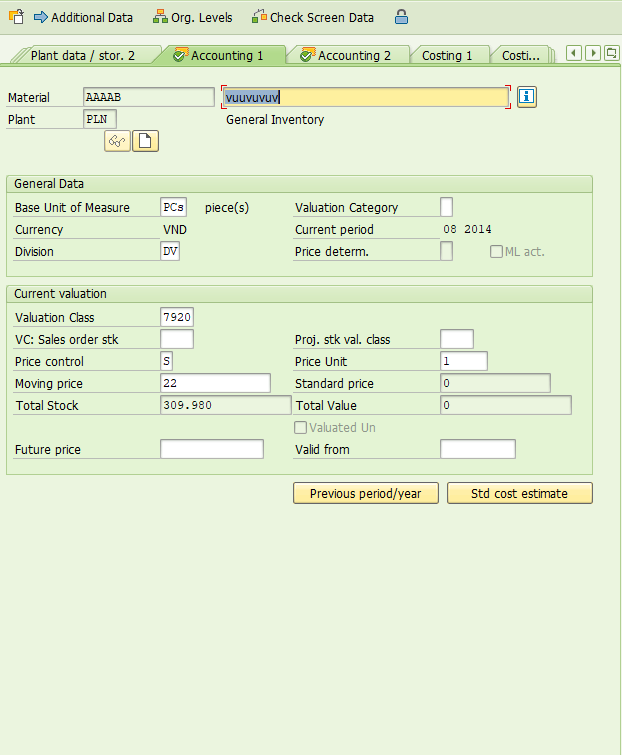 Additional Data Org. Levels Check Screen Data
Plant data / stor. 2 Accounting 1 Accounting 2 Costing 1 Costi...
Material AAAAB vuuvuvuv
Plant PLN General Inventory
General Data
Base Unit of Measure PCs piece(s) Valuation Category
Currency VND Current period 08 2014
Division DV Price determ. ML act.
Current valuation
Valuation Class 7920
VC: Sales order stk Proj. stk val. class
Price control S Price Unit 1
Moving price 22 Standard price 0
Total Stock 309.980 Total Value 0
Valuated Un
Future price Valid from
Previous period/year Std cost estimate